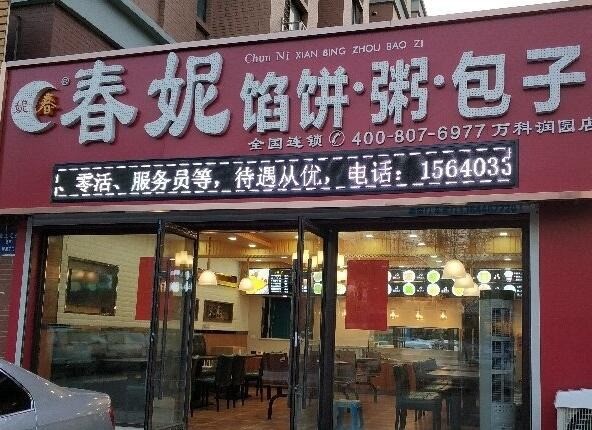 Chun Ni XIAN BING ZHOU BAO ZI
妮春®春妮馅饼·粥·包子
全国连锁 400-807-6977 万科润园店
零活、服务员等，待遇从优，电话：1564033